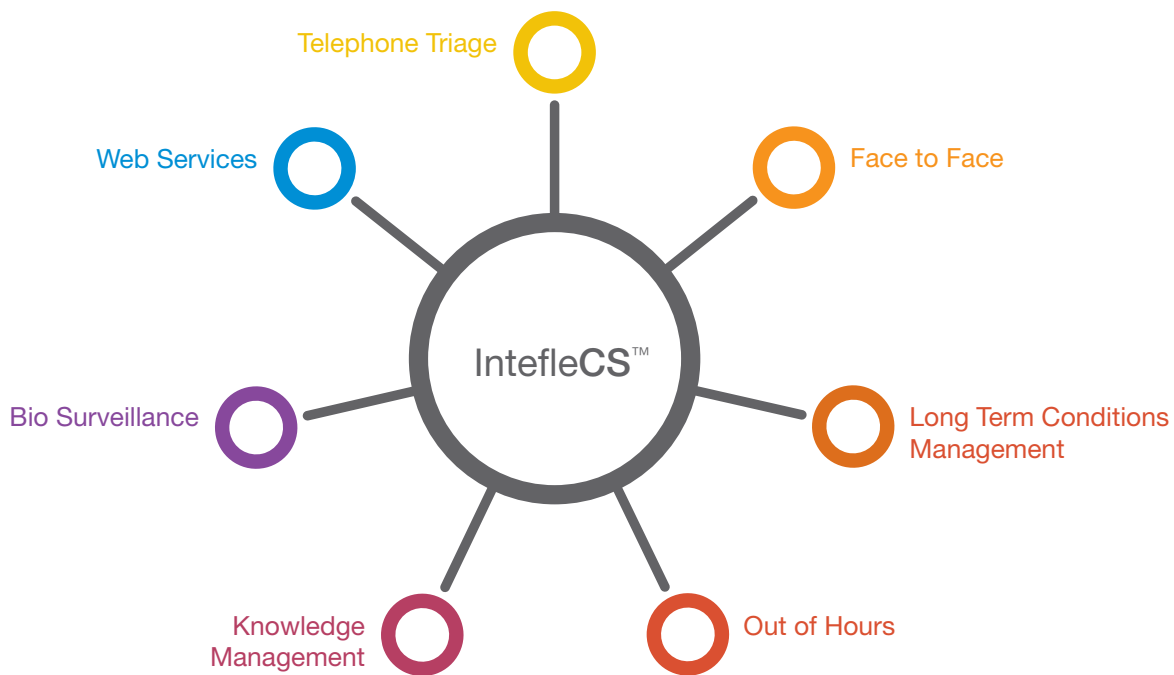 Telephone Triage
Web Services
Face to Face
IntefleCS™
Bio Surveillance
Long Term Conditions
Management
Knowledge
Management
Out of Hours